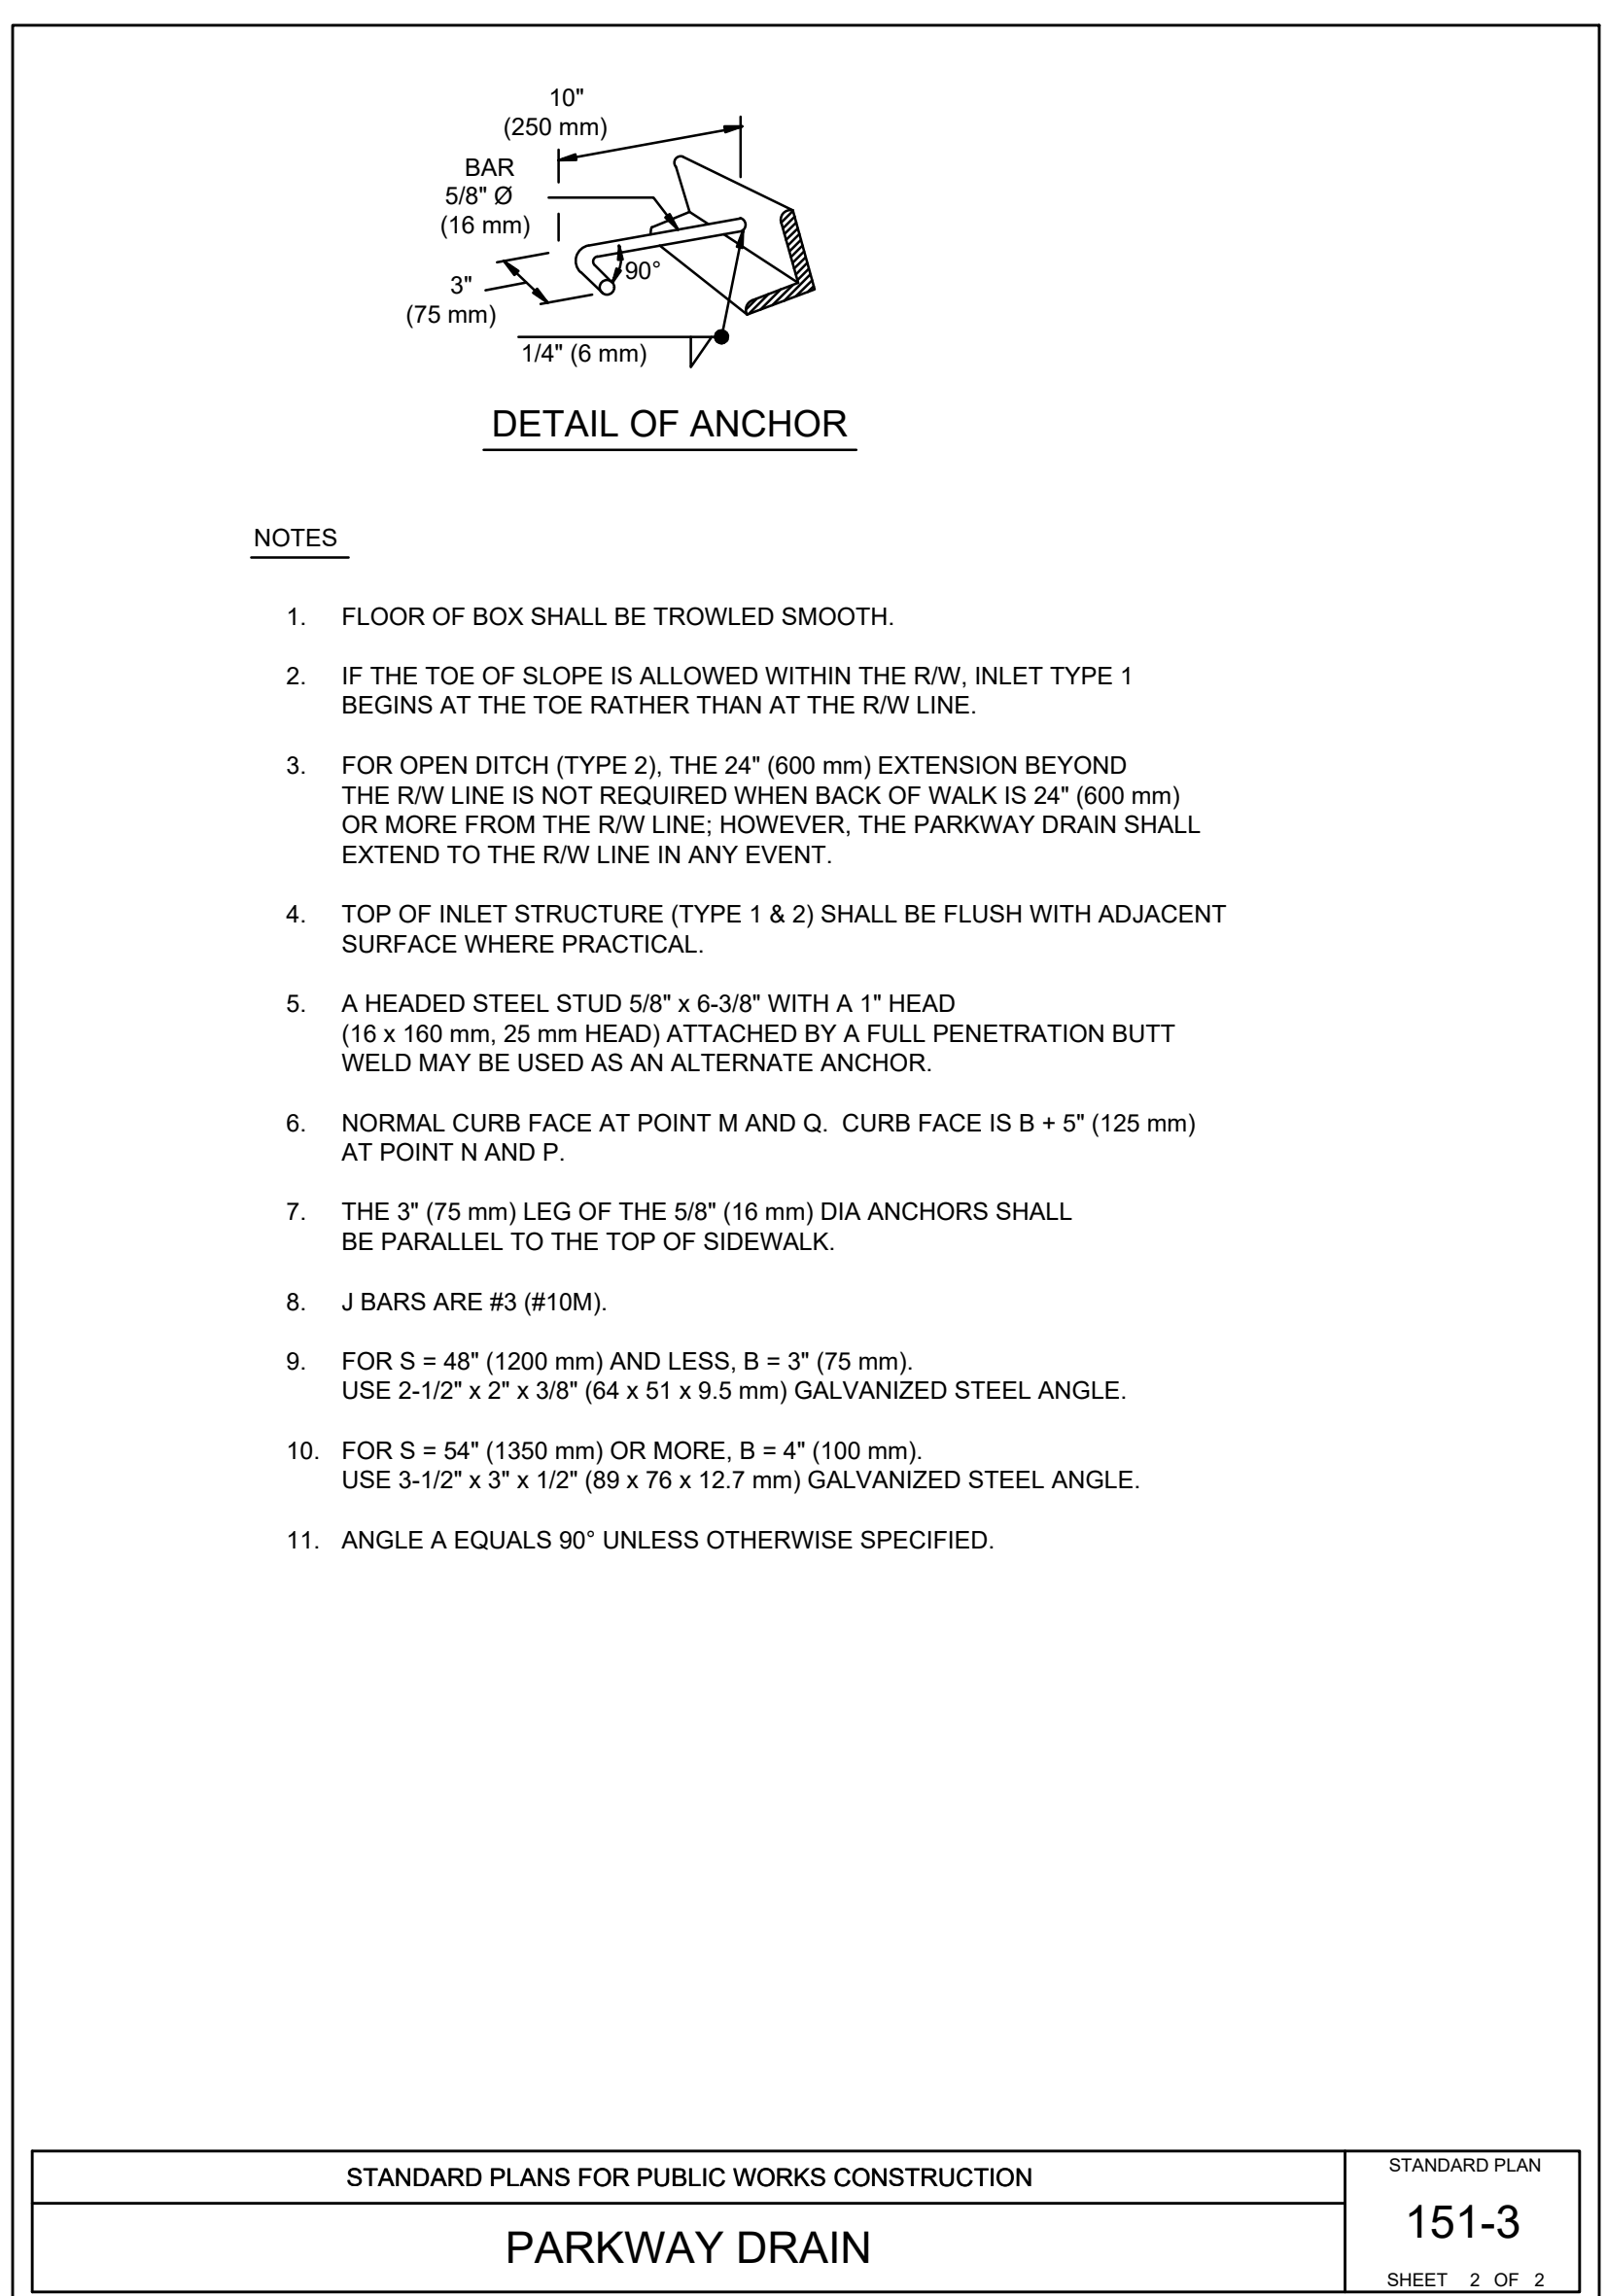 10"
(250 mm)
BAR
5/8" Ø
(16 mm)
90°
3"
(75 mm)
1/4" (6 mm)
DETAIL OF ANCHOR
NOTES
1. FLOOR OF BOX SHALL BE TROWLED SMOOTH.
2. IF THE TOE OF SLOPE IS ALLOWED WITHIN THE R/W, INLET TYPE 1
BEGINS AT THE TOE RATHER THAN AT THE R/W LINE.
3. FOR OPEN DITCH (TYPE 2), THE 24" (600 mm) EXTENSION BEYOND
THE R/W LINE IS NOT REQUIRED WHEN BACK OF WALK IS 24" (600 mm)
OR MORE FROM THE R/W LINE; HOWEVER, THE PARKWAY DRAIN SHALL
EXTEND TO THE R/W LINE IN ANY EVENT.
4. TOP OF INLET STRUCTURE (TYPE 1 & 2) SHALL BE FLUSH WITH ADJACENT
SURFACE WHERE PRACTICAL.
5. A HEADED STEEL STUD 5/8" x 6-3/8" WITH A 1" HEAD
(16 x 160 mm, 25 mm HEAD) ATTACHED BY A FULL PENETRATION BUTT
WELD MAY BE USED AS AN ALTERNATE ANCHOR.
6. NORMAL CURB FACE AT POINT M AND Q. CURB FACE IS B + 5" (125 mm)
AT POINT N AND P.
7. THE 3" (75 mm) LEG OF THE 5/8" (16 mm) DIA ANCHORS SHALL
BE PARALLEL TO THE TOP OF SIDEWALK.
8. J BARS ARE #3 (#10M).
9. FOR S = 48" (1200 mm) AND LESS, B = 3" (75 mm).
USE 2-1/2" x 2" x 3/8" (64 x 51 x 9.5 mm) GALVANIZED STEEL ANGLE.
10. FOR S = 54" (1350 mm) OR MORE, B = 4" (100 mm).
USE 3-1/2" x 3" x 1/2" (89 x 76 x 12.7 mm) GALVANIZED STEEL ANGLE.
11. ANGLE A EQUALS 90° UNLESS OTHERWISE SPECIFIED.
STANDARD PLANS FOR PUBLIC WORKS CONSTRUCTION
PARKWAY DRAIN
STANDARD PLAN
151-3
SHEET 2 OF 2